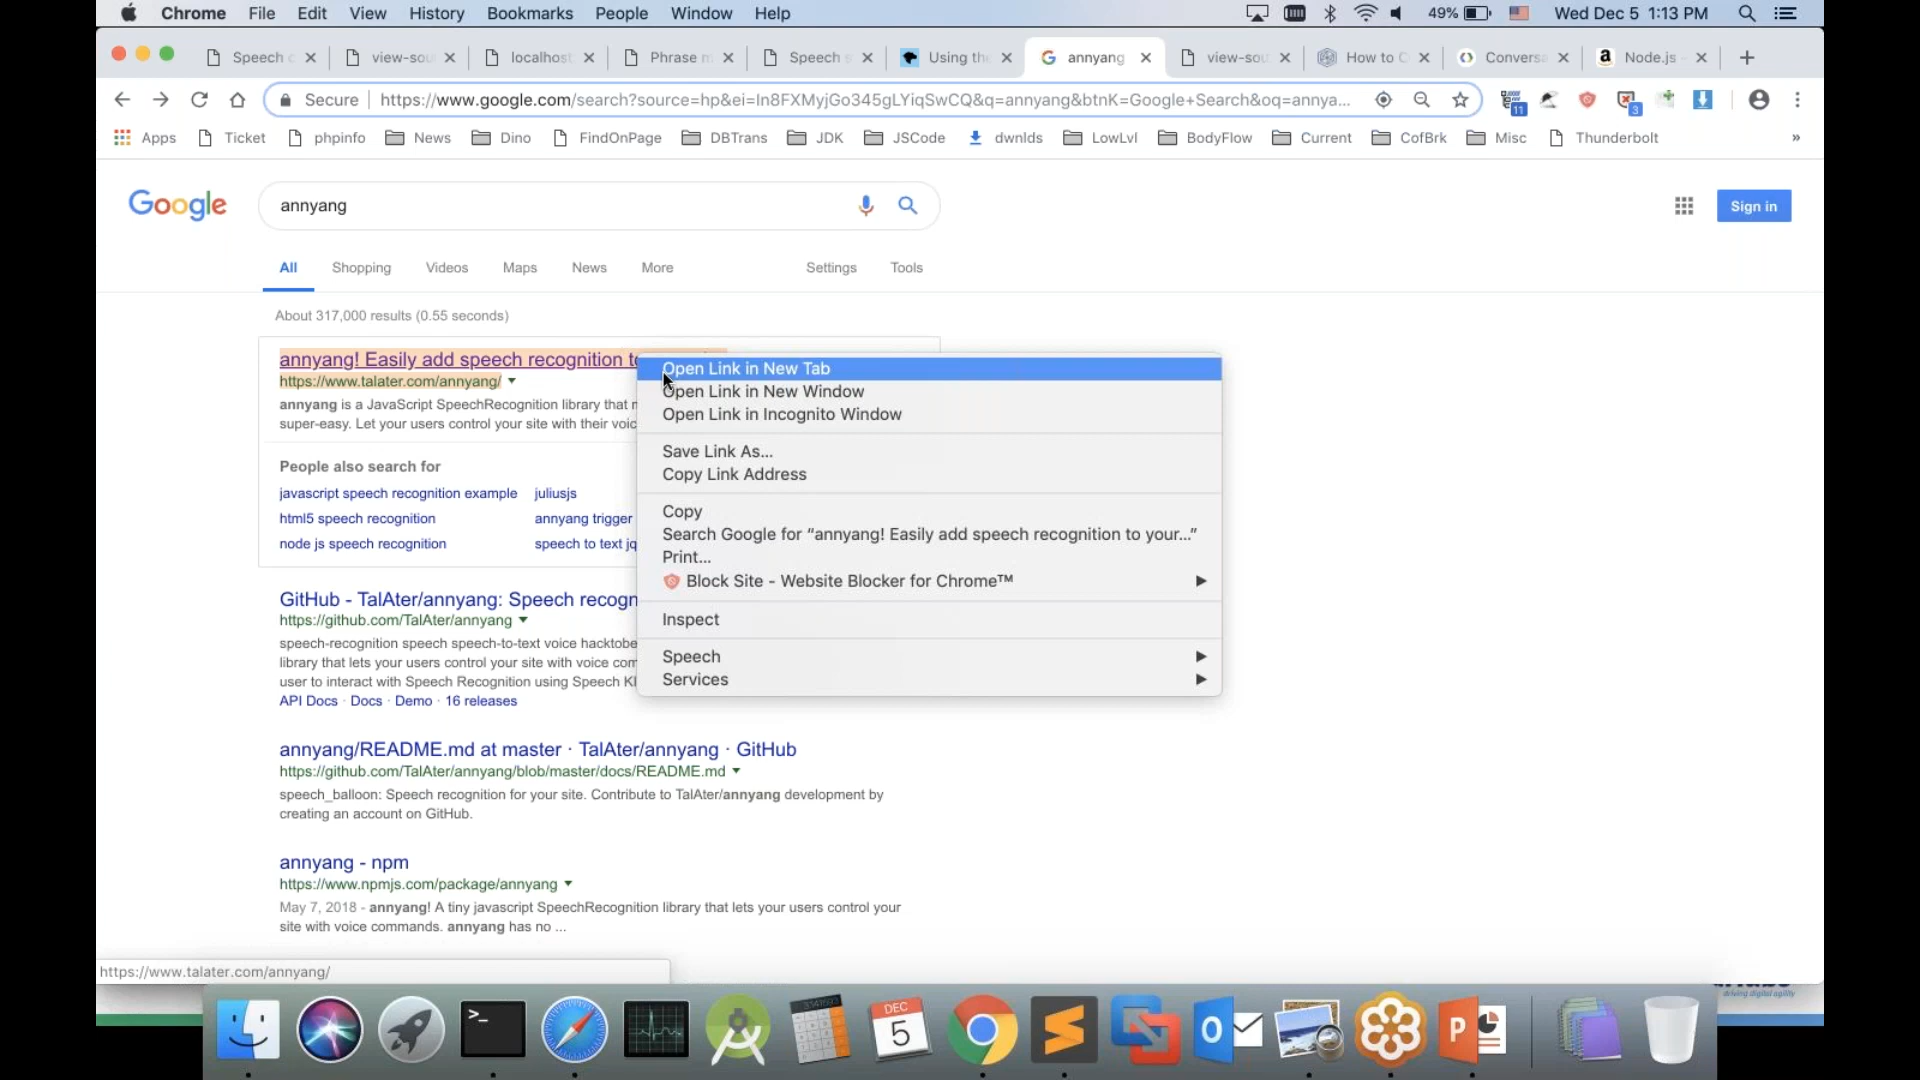 Chrome File Edit View History Bookmarks People Window Help 49% Wed Dec 5 1:13 PM
Speech view-sou localhost Phrase m Speech Using the annyang view-sou How to C Convers Node.js
Secure https://www.google.com/search?source=hp&ei=In8FXMyjGo345gLYiqSwCQ&q=annyang&btnK=Google+Search&oq=annya... 11 3
Apps Ticket phpinfo News Dino FindOnPage DBTrans JDK JSCode dwnlds LowLvl BodyFlow Current CofBrk Misc Thunderbolt »
Google annyang Sign in
All Shopping Videos Maps News More Settings Tools
About 317,000 results (0.55 seconds)
annyang! Easily add speech recognition to
https://www.talater.com/annyang/
annyang is a JavaScript SpeechRecognition library that
super-easy. Let your users control your site with their voic
People also search for
javascript speech recognition example juliusjs
html5 speech recognition annyang trigger
node js speech recognition speech to text jq
Open Link in New Tab
Open Link in New Window
Open Link in Incognito Window
Save Link As...
Copy Link Address
Copy
Search Google for “annyang! Easily add speech recognition to your...”
Print...
Block Site - Website Blocker for Chrome™
Inspect
Speech
Services
GitHub - TalAter/annyang: Speech recogn
https://github.com/TalAter/annyang
speech-recognition speech speech-to-text voice hacktobe
library that lets your users control your site with voice com
user to interact with Speech Recognition using Speech KI
API Docs · Docs · Demo · 16 releases
annyang/README.md at master · TalAter/annyang · GitHub
https://github.com/TalAter/annyang/blob/master/docs/README.md
speech_balloon: Speech recognition for your site. Contribute to TalAter/annyang development by
creating an account on GitHub.
annyang - npm
https://www.npmjs.com/package/annyang
May 7, 2018 - annyang! A tiny javascript SpeechRecognition library that lets your users control your
site with voice commands. annyang has no ...
https://www.talater.com/annyang/
driving digital agility
DEC
5